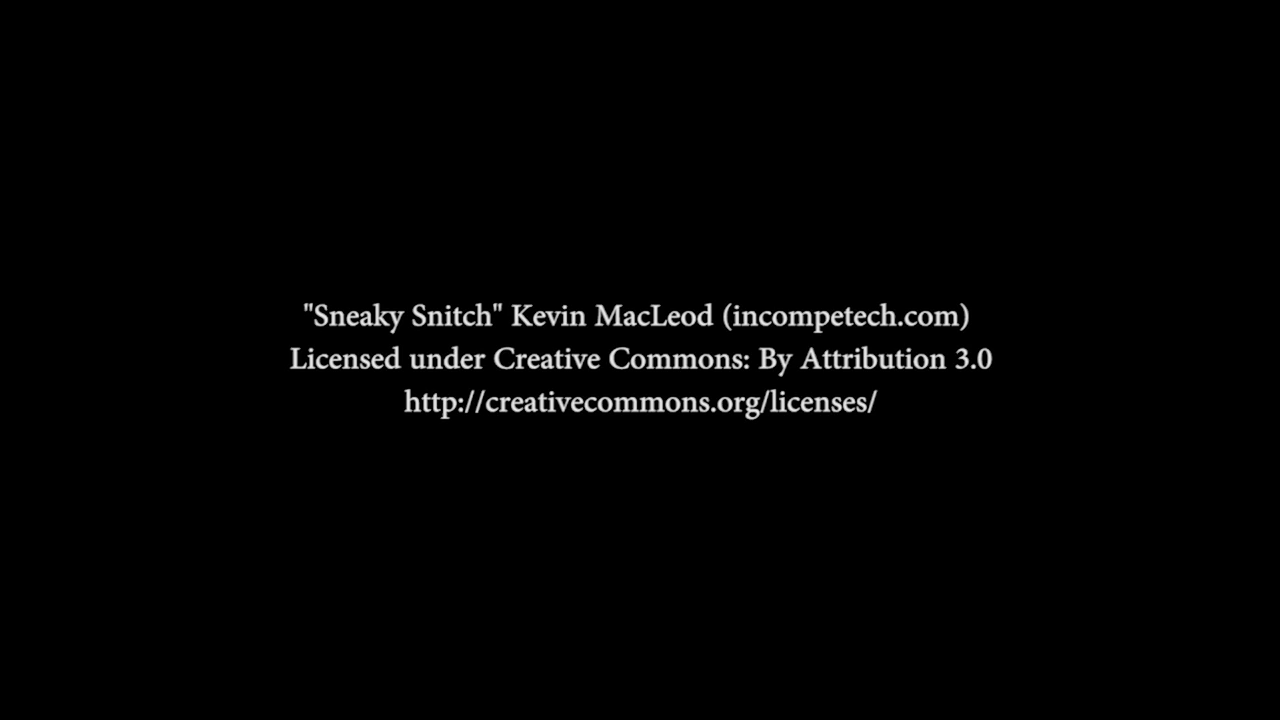 "Sneaky Snitch" Kevin MacLeod (incompetech.com)
Licensed under Creative Commons: By Attribution 3.0
http://creativecommons.org/licenses/